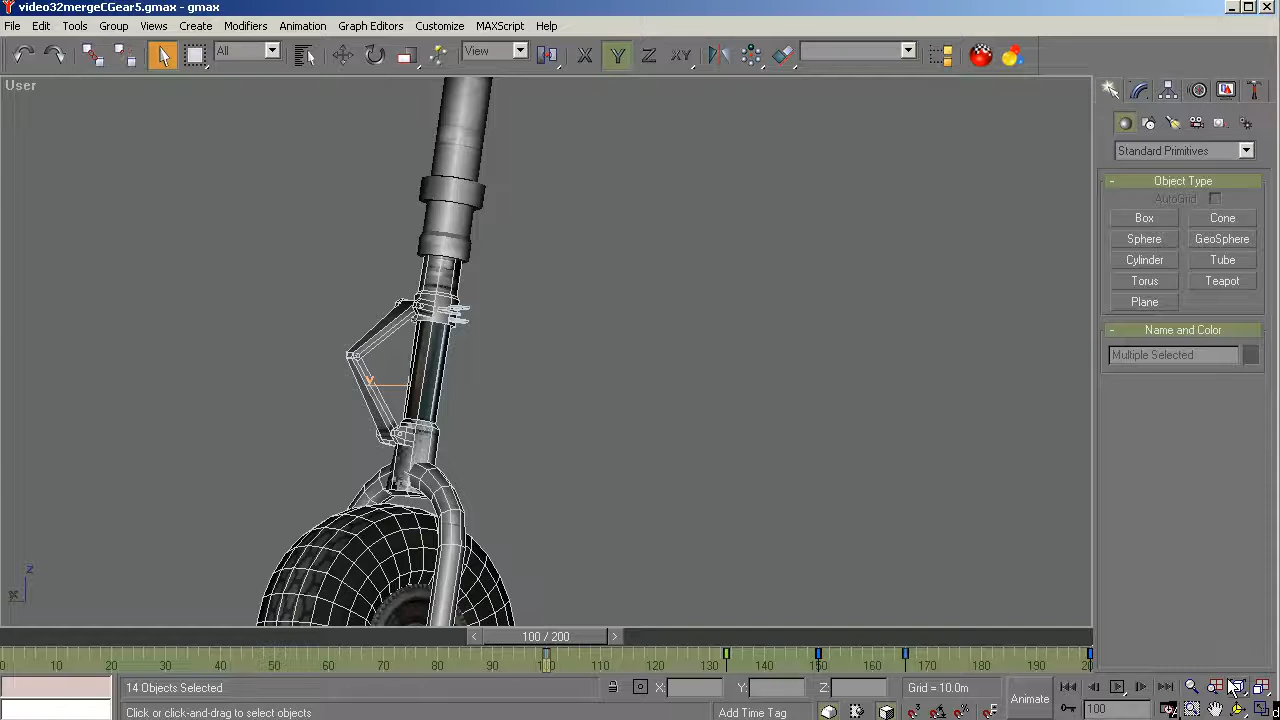 video32mergeCGear5.gmax - gmax
File Edit Tools Group Views Create Modifiers Animation Graph Editors Customize MAXScript Help
All View X Y Z XY
User
Standard Primitives
- Object Type
AutoGrid
Box Cone
Sphere GeoSphere
Cylinder Tube
Torus Teapot
Plane
- Name and Color
Multiple Selected
Y
z
x
< 100 / 200 >
0 10 20 30 40 50 60 70 80 90 100 110 120 130 140 150 160 170 180 190 200
14 Objects Selected X: Y: Z: Grid = 10.0m Animate
Click or click-and-drag to select objects Add Time Tag 100